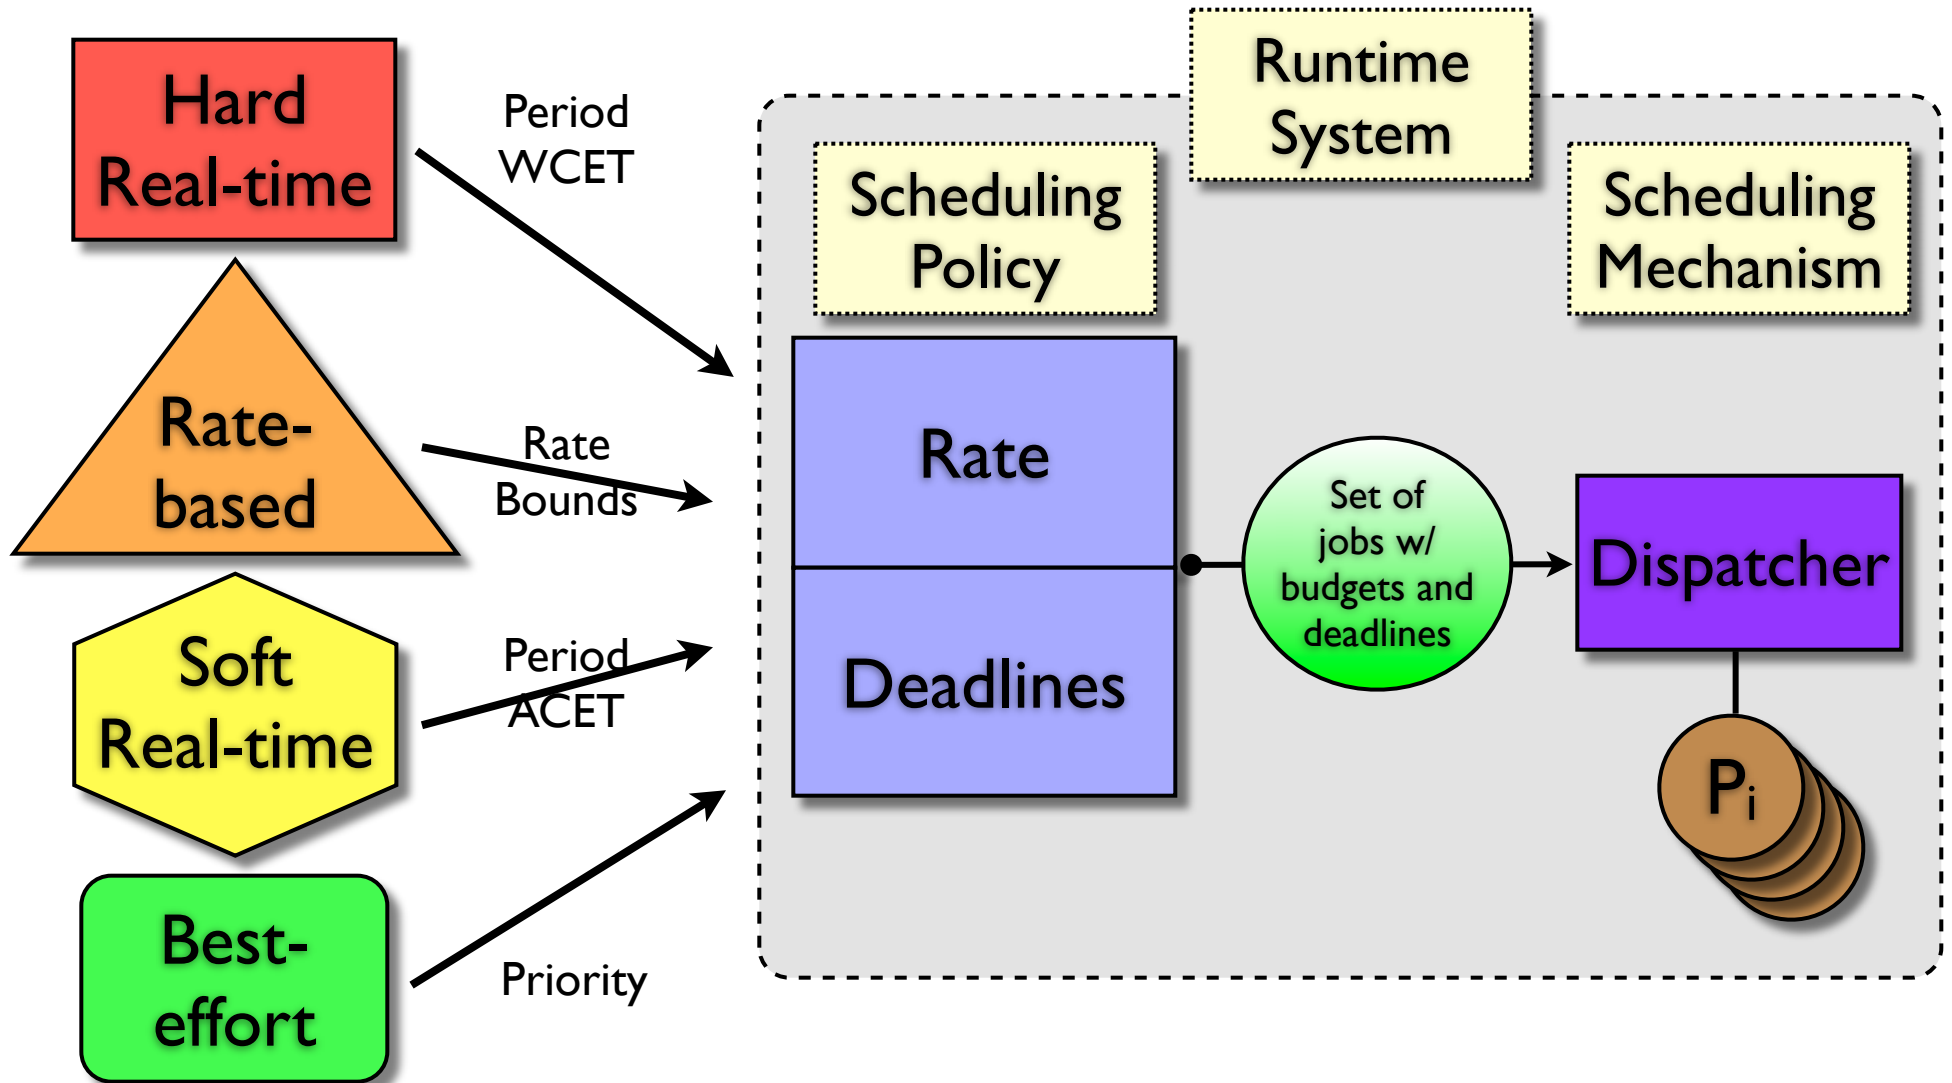 Hard
Real-time
Rate-
based
Soft
Real-time
Best-
effort
Period
WCET
Rate
Bounds
Period
ACET
Priority
Runtime
System
Scheduling
Policy
Scheduling
Mechanism
Rate
Deadlines
Set of
jobs w/
budgets and
deadlines
Dispatcher
Pi